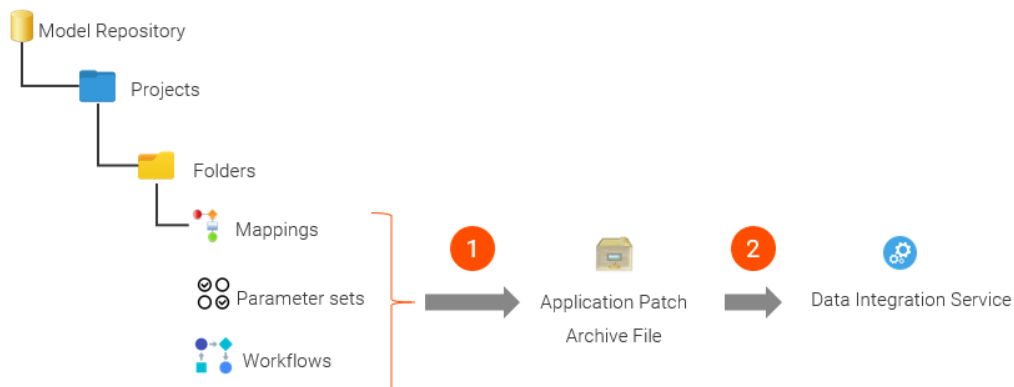 Model Repository
Projects
Folders
Mappings
Parameter sets
Workflows
1
Application Patch
Archive File
2
Data Integration Service